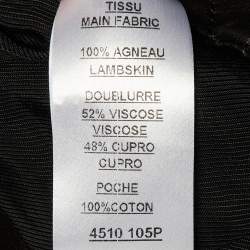 TISSU
MAIN FABRIC
100% AGNEAU
LAMBSKIN
DOUBLURRE
52% VISCOSE
VISCOSE
48% CUPRO
CUPRO
POCHE
100%COTON
4510 105P